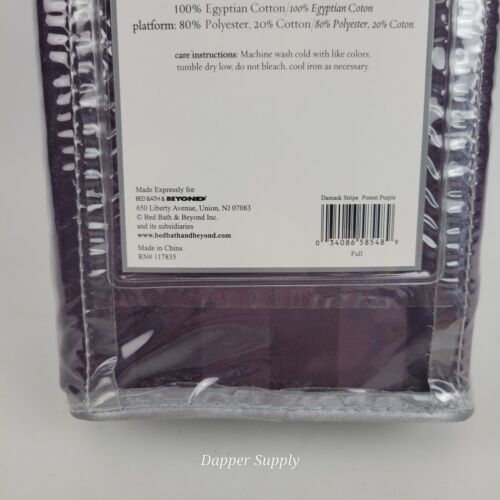 100% Egyptian Cotton/100% Egyptian Coton
platform: 80% Polyester, 20% Cotton/80% Polyester, 20% Coton
care instructions: Machine wash cold with like colors,
tumble dry low, do not bleach, cool iron as necessary.
Made Expressly for
BED BATH & BEYOND
650 Liberty Avenue, Union, NJ 07083
© Bed Bath & Beyond Inc.
and its subsidiaries
www.bedbathandbeyond.com
Made in China
RN# 117835
Damask Stripe Potent Purple
0 34086 58548 9
Full
Dapper Supply